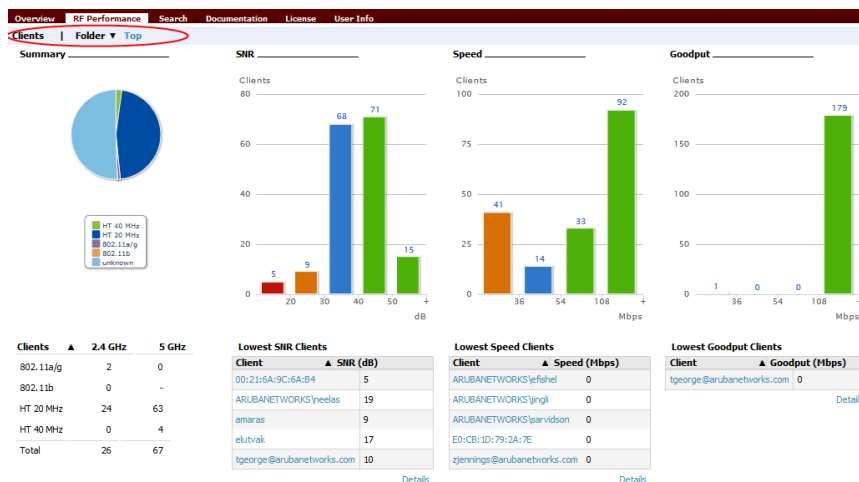 Overview RF Performance Search Documentation License User Info
Clients | Folder ▼ Top
Summary
HT 40 MHz
HT 20 MHz
802.11a/g
802.11b
unknown
SNR
Clients
80
60
40
20
0
5
9
68
71
15
20 30 40 50 +
dB
Speed
Clients
100
75
50
25
0
41
14
33
92
36 54 108 +
Mbps
Goodput
Clients
200
150
100
50
0
1
0
0
179
36 54 108 +
Mbps
Clients ▲ 2.4 GHz 5 GHz
802.11a/g 2 0
802.11b 0 -
HT 20 MHz 24 63
HT 40 MHz 0 4
Total 26 67
Lowest SNR Clients
Client ▲ SNR (dB)
00:21:6A:9C:6A:B4 5
ARUBANETWORKS\neelas 19
amaras 9
elutvak 17
tgeorge@arubanetworks.com 10
Details
Lowest Speed Clients
Client ▲ Speed (Mbps)
ARUBANETWORKS\efishel 0
ARUBANETWORKS\jingli 0
ARUBANETWORKS\sarvidson 0
E0:CB:1D:79:2A:7E 0
zjennings@arubanetworks.com 0
Details
Lowest Goodput Clients
Client ▲ Goodput (Mbps)
tgeorge@arubanetworks.com 0
Detail